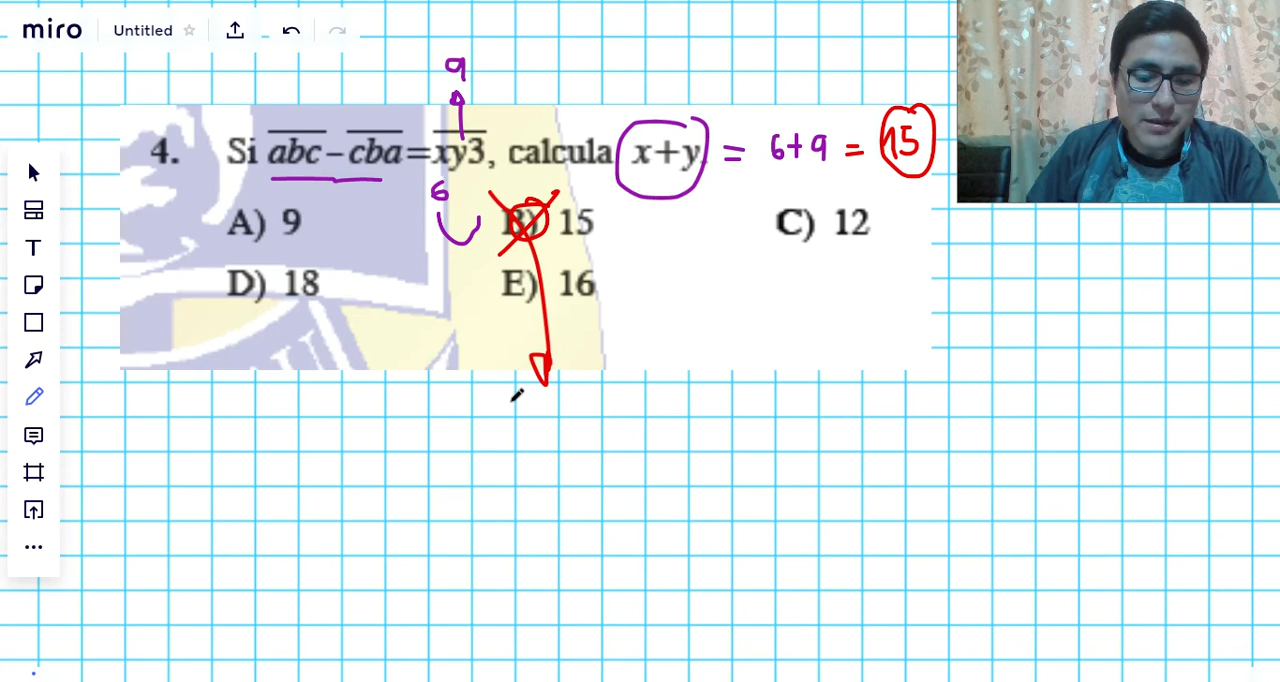 miro Untitled
9
4. Si abc - cba = xy3, calcula x+y, = 6+9 = 15
6
A) 9 B) 15 C) 12
D) 18 E) 16
T